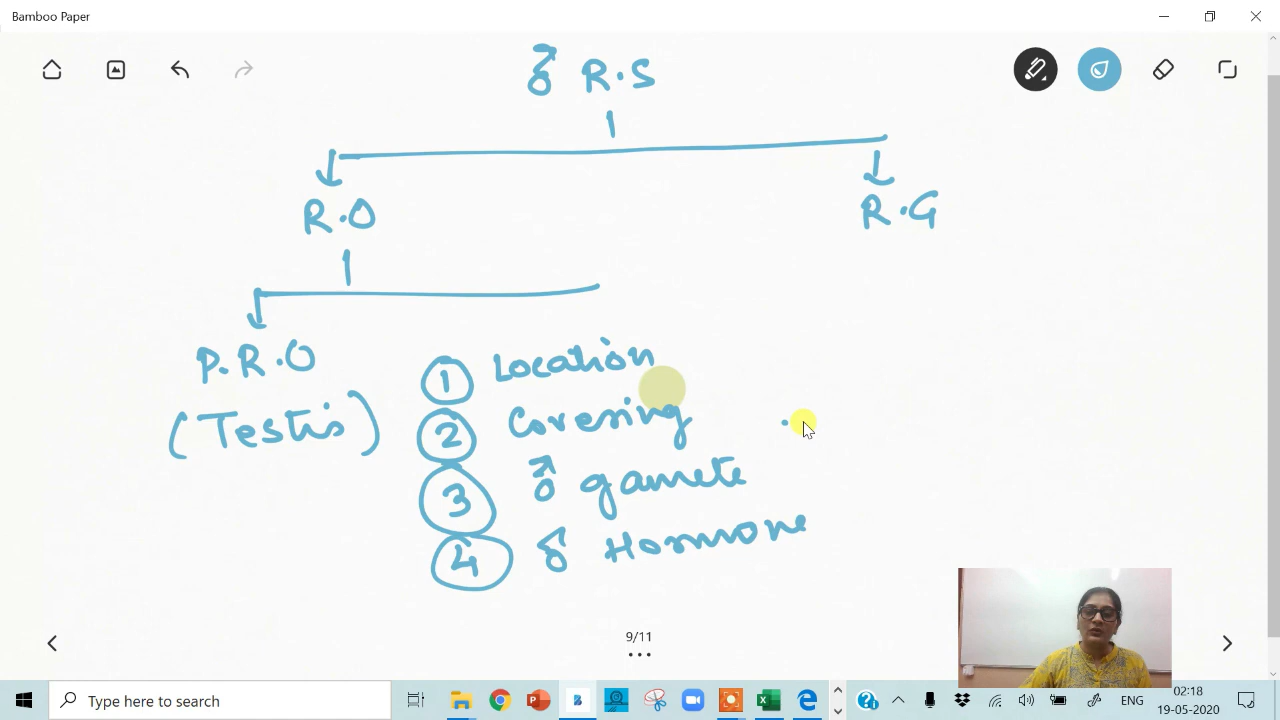 Bamboo Paper
♂ R.S
R.O
R.G
P.R.O
(Testis)
① Location
② Covering
③ ♂ gamete
④ ♂ Hormone
9/11
Type here to search
ENG
02:18
19-05-2020